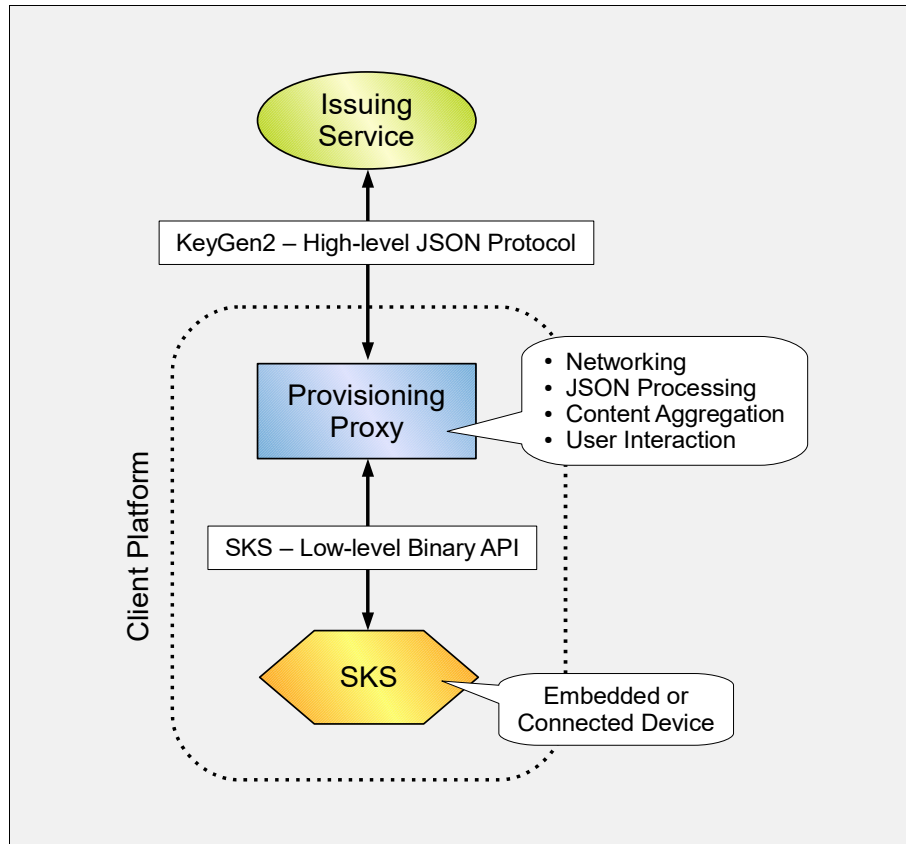 Issuing
Service
KeyGen2 – High-level JSON Protocol
• Networking
• JSON Processing
• Content Aggregation
• User Interaction
Provisioning
Proxy
Client Platform
SKS – Low-level Binary API
SKS
Embedded or
Connected Device